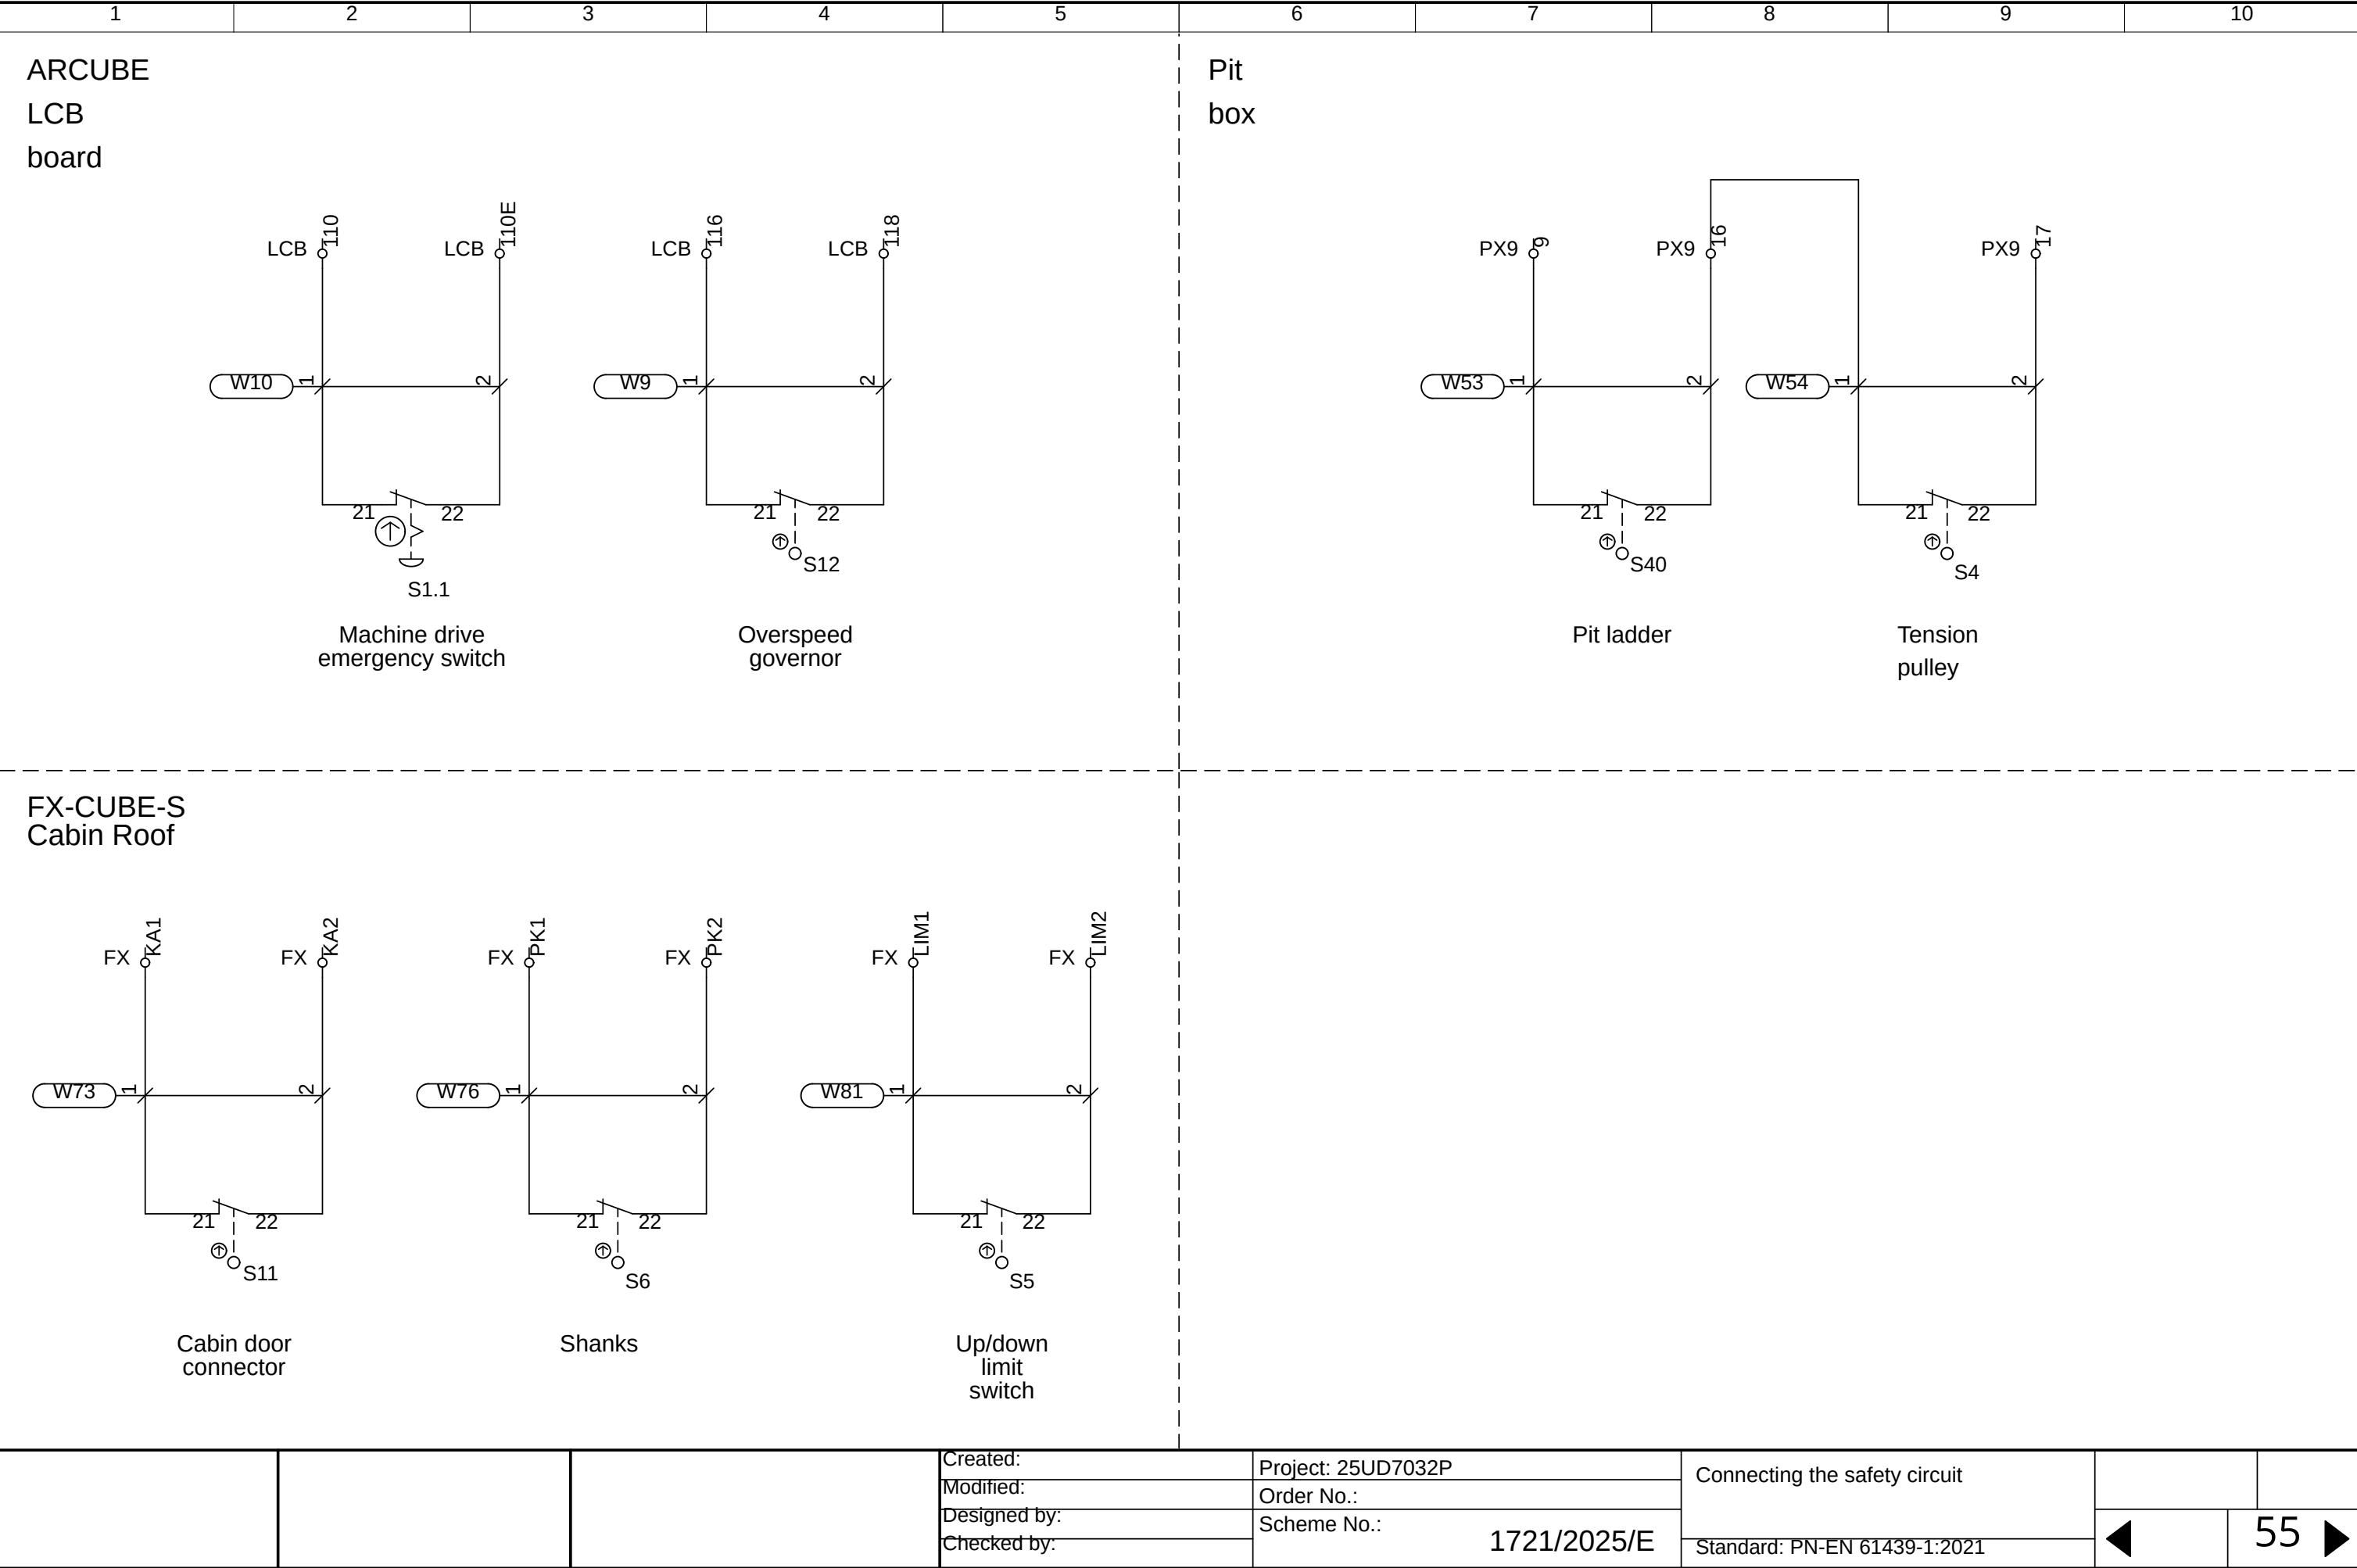 1 2 3 4 5 6 7 8 9 10
ARCUBE
LCB
board
LCB 110 LCB 110E LCB 116 LCB 118
W10 1 2 W9 1 2
21 22 21 22
S1.1 S12
Machine drive
emergency switch
Overspeed
governor
Pit
box
PX9 9 PX9 16 PX9 17
W53 1 2 W54 1 2
21 22 21 22
S40 S4
Pit ladder
Tension
pulley
FX-CUBE-S
Cabin Roof
FX KA1 FX KA2 FX PK1 FX PK2 FX LIM1 FX LIM2
W73 1 2 W76 1 2 W81 1 2
21 22 21 22 21 22
S11 S6 S5
Cabin door
connector
Shanks
Up/down
limit
switch
Created:
Modified:
Designed by:
Checked by:
Project: 25UD7032P
Order No.:
Scheme No.:
1721/2025/E
Connecting the safety circuit
Standard: PN-EN 61439-1:2021
55